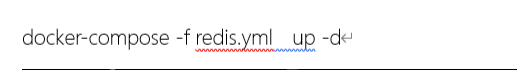 docker-compose -f redis.yml   up -d↵